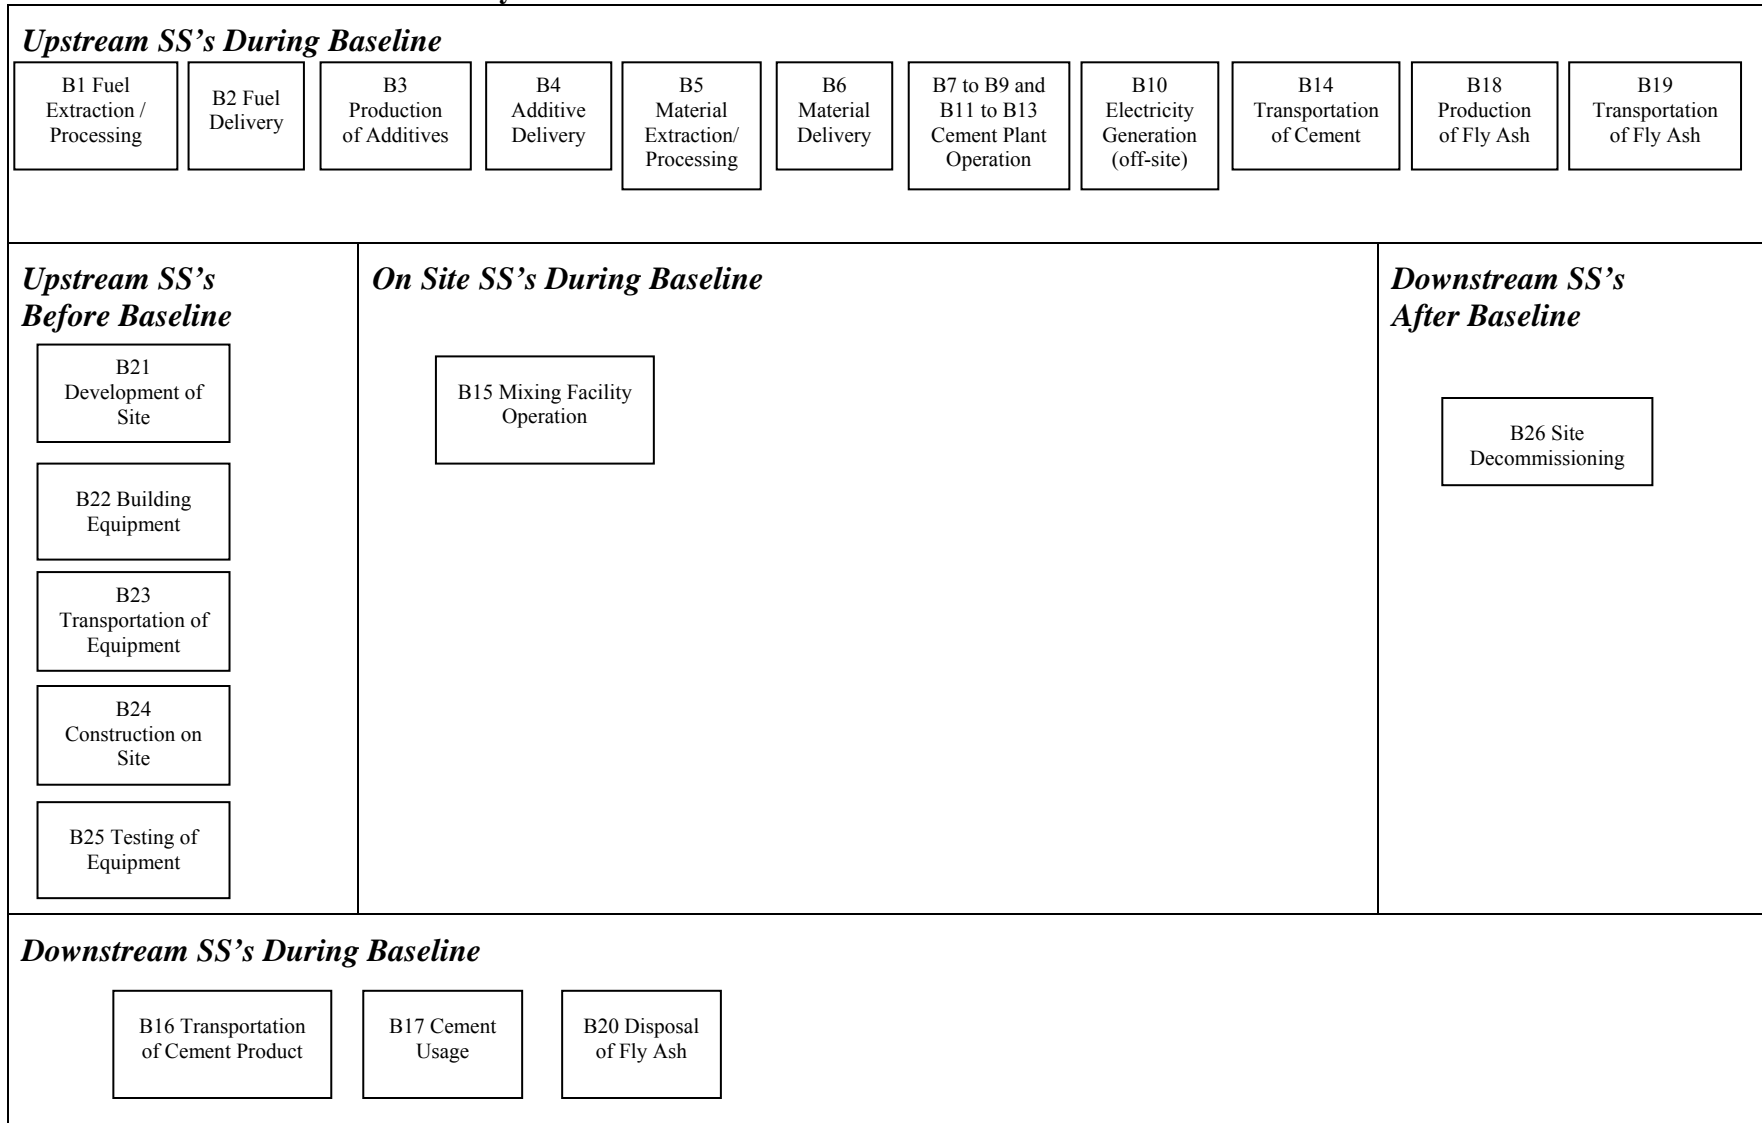 Upstream SS's During Baseline
B1 Fuel
Extraction /
Processing
B2 Fuel
Delivery
B3
Production
of Additives
B4
Additive
Delivery
B5
Material
Extraction/
Processing
B6
Material
Delivery
B7 to B9 and
B11 to B13
Cement Plant
Operation
B10
Electricity
Generation
(off-site)
B14
Transportation
of Cement
B18
Production
of Fly Ash
B19
Transportation
of Fly Ash
Upstream SS's
Before Baseline
B21
Development of
Site
B22 Building
Equipment
B23
Transportation of
Equipment
B24
Construction on
Site
B25 Testing of
Equipment
On Site SS's During Baseline
B15 Mixing Facility
Operation
Downstream SS's
After Baseline
B26 Site
Decommissioning
Downstream SS's During Baseline
B16 Transportation
of Cement Product
B17 Cement
Usage
B20 Disposal
of Fly Ash